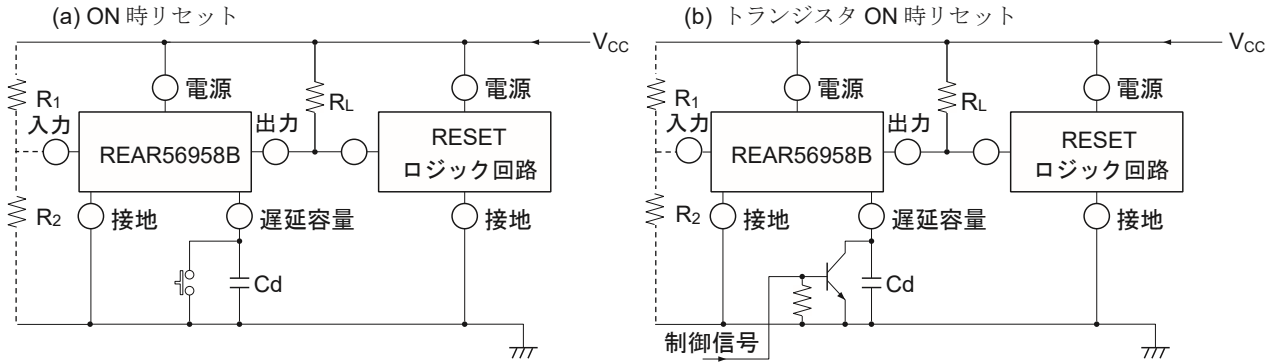 (a) ON 時リセット
VCC
R1
電源
RL
電源
入力
REAR56958B
出力
RESET
ロジック回路
R2
接地
遅延容量
接地
Cd
(b) トランジスタ ON 時リセット
VCC
R1
電源
RL
電源
入力
REAR56958B
出力
RESET
ロジック回路
R2
接地
遅延容量
接地
Cd
制御信号